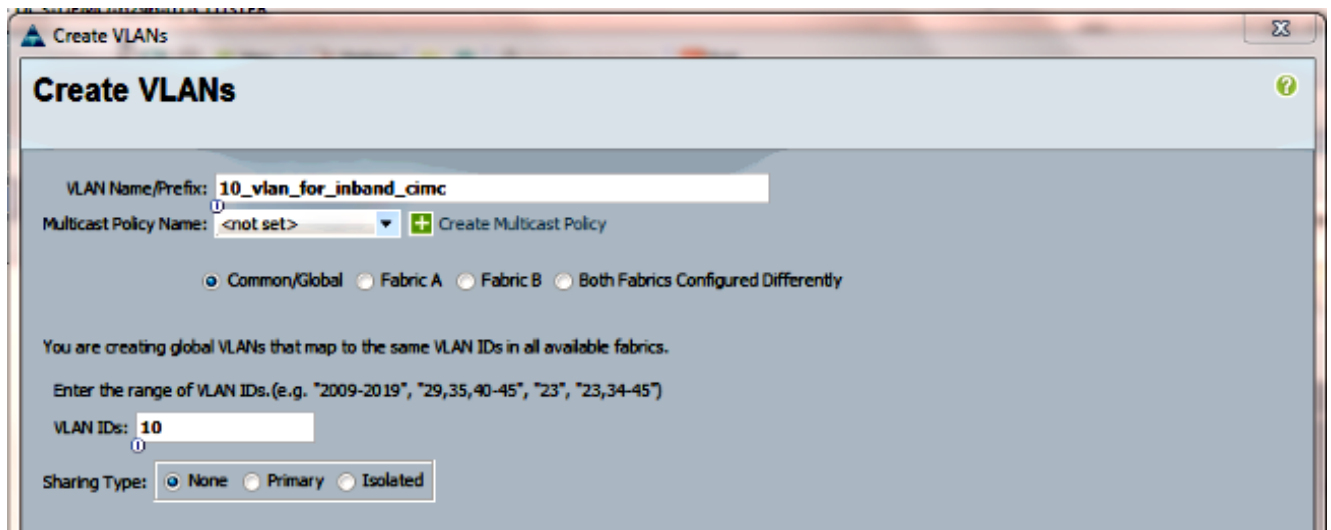 Create VLANs
Create VLANs
VLAN Name/Prefix: 10_vlan_for_inband_cimc
Multicast Policy Name: <not set> Create Multicast Policy
Common/Global Fabric A Fabric B Both Fabrics Configured Differently
You are creating global VLANs that map to the same VLAN IDs in all available fabrics.
Enter the range of VLAN IDs.(e.g. "2009-2019", "29,35,40-45", "23", "23,34-45")
VLAN IDs: 10
Sharing Type: None Primary Isolated